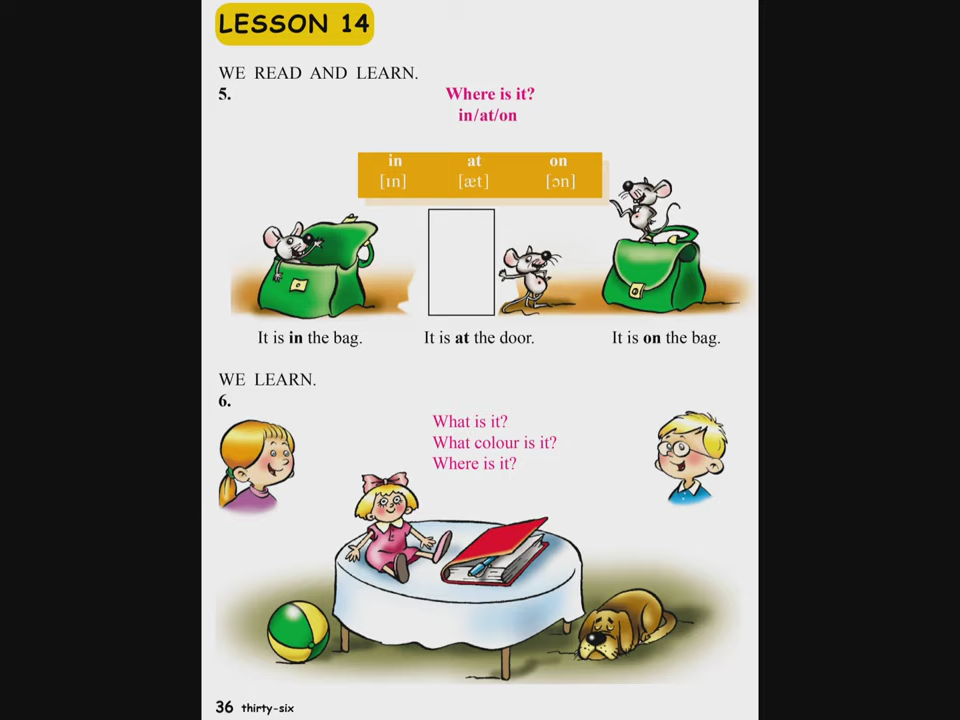 LESSON 14
WE READ AND LEARN.
5.
Where is it?
in/at/on
in at on
[ɪn] [æt] [ɔn]
It is in the bag. It is at the door. It is on the bag.
WE LEARN.
6.
What is it?
What colour is it?
Where is it?
36 thirty-six